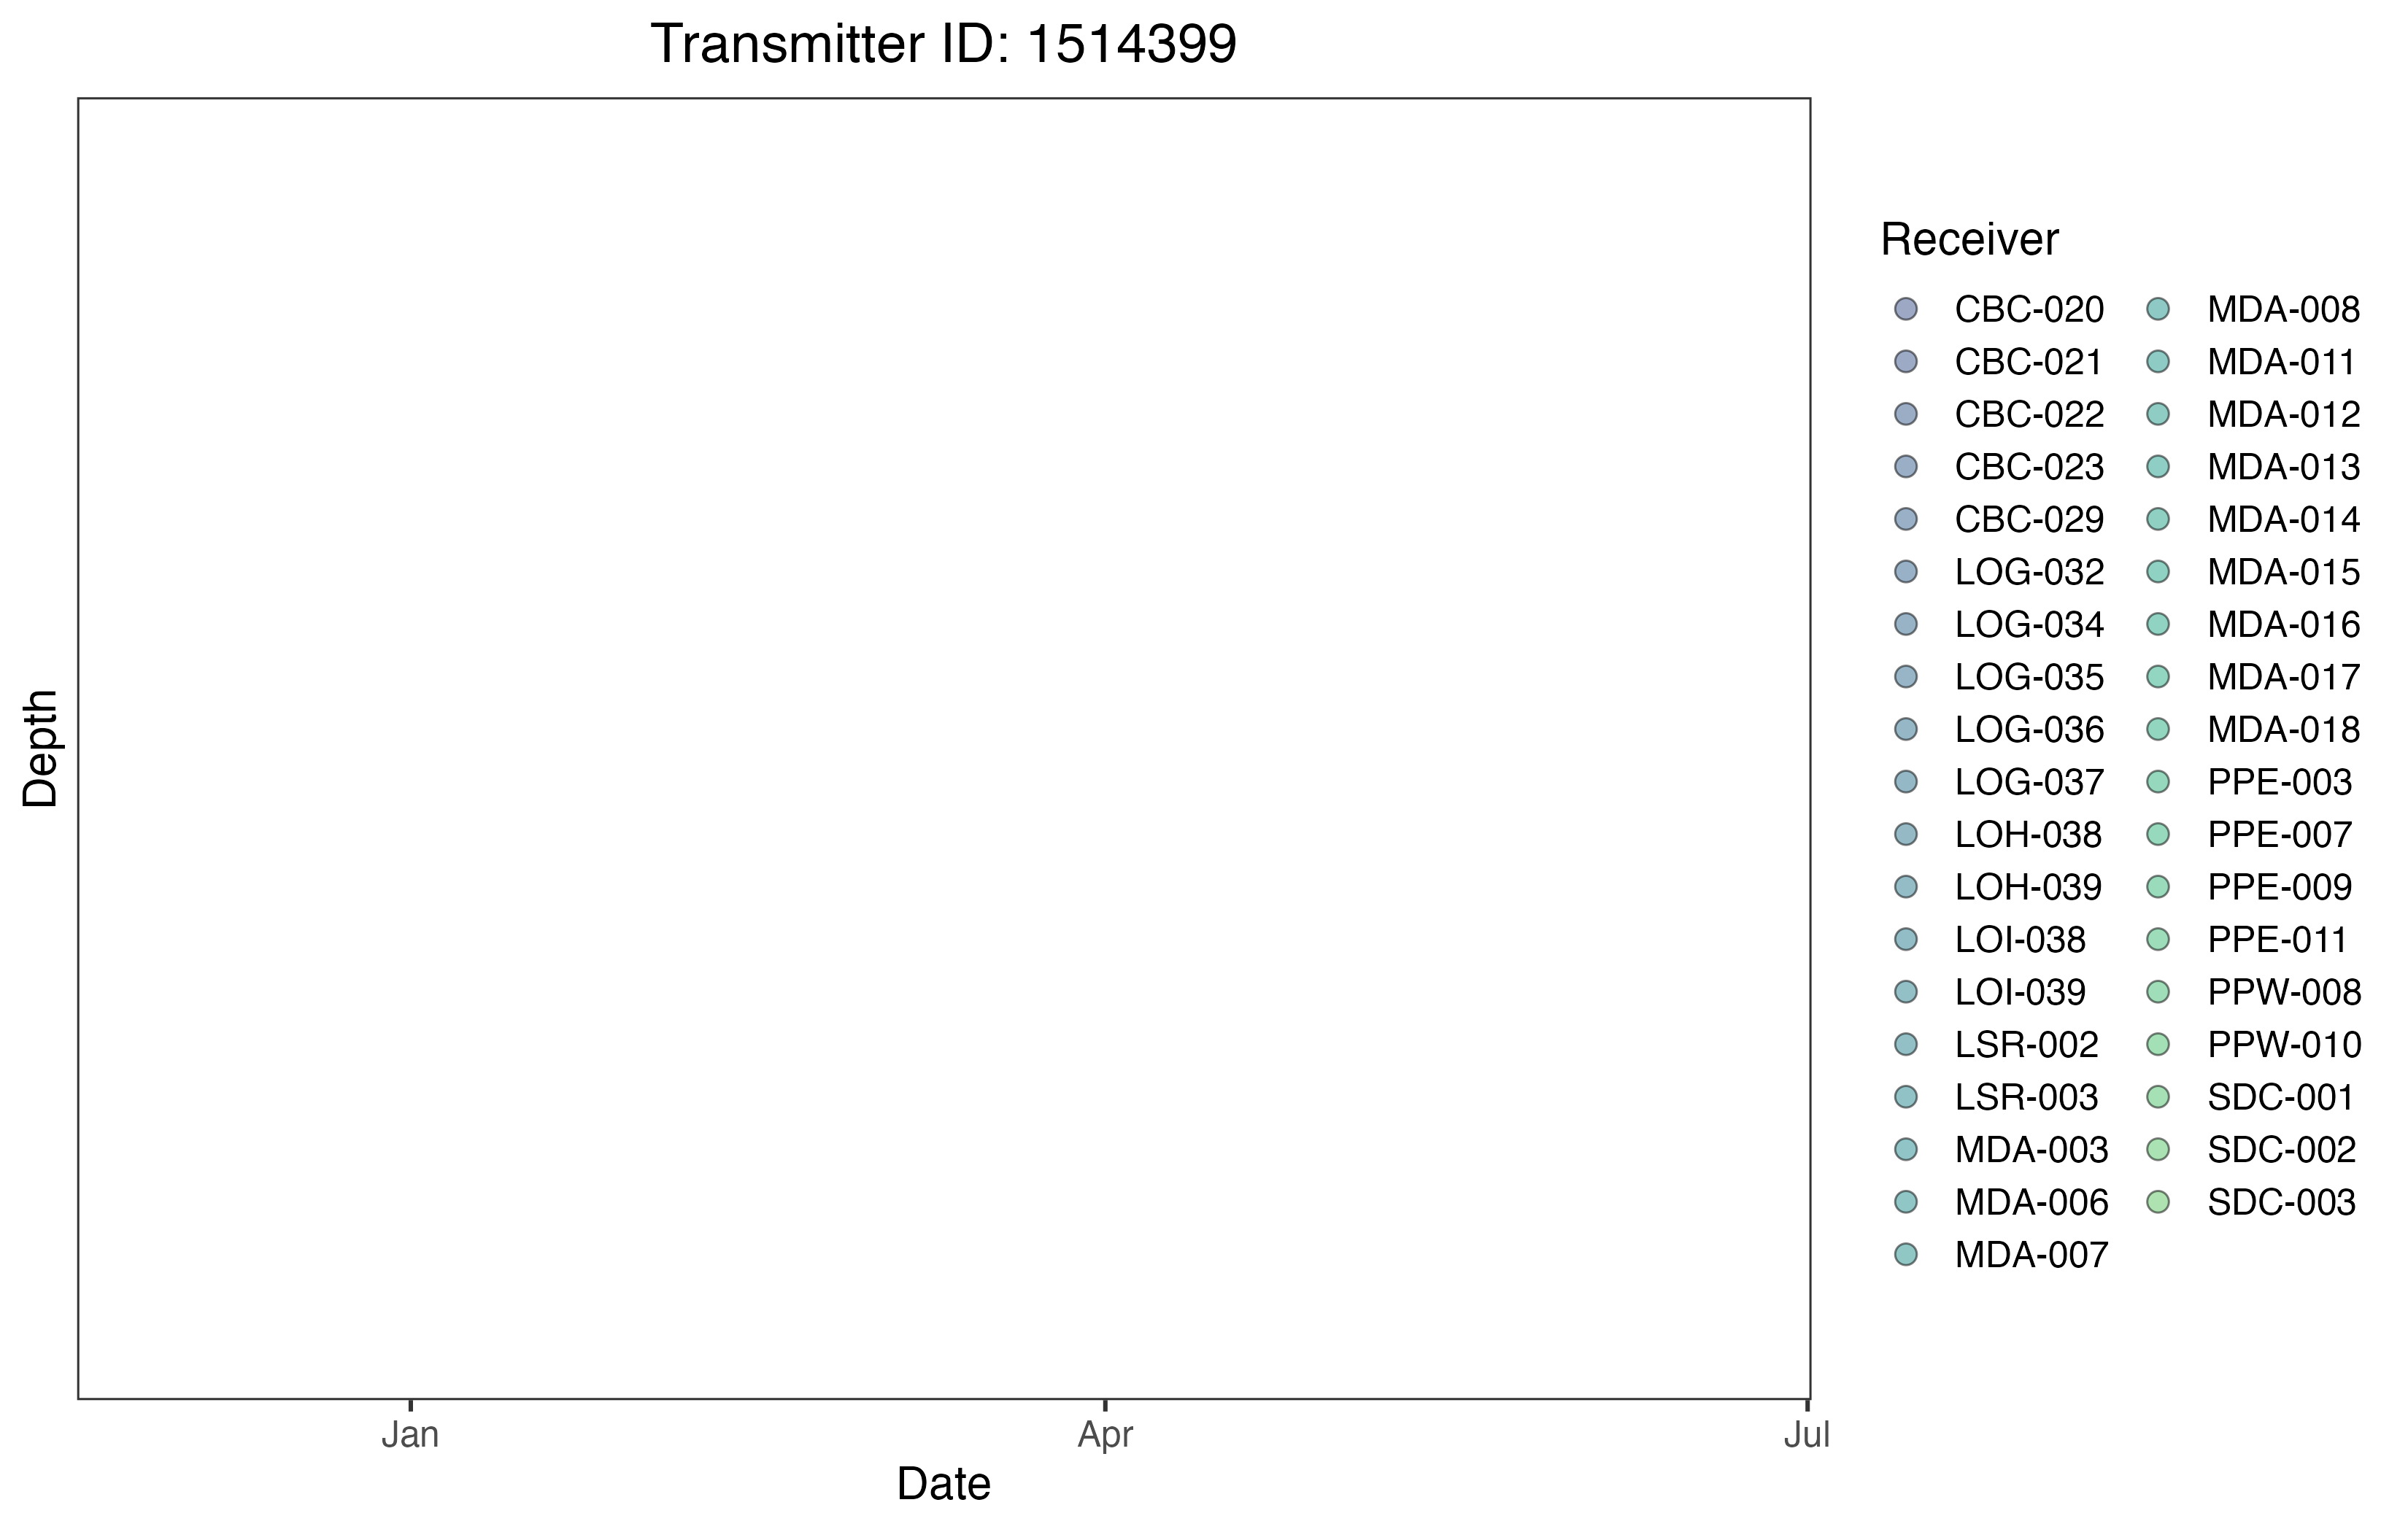 Transmitter ID: 1514399
Depth
Jan
Apr
Jul
Date
Receiver
CBC-020
CBC-021
CBC-022
CBC-023
CBC-029
LOG-032
LOG-034
LOG-035
LOG-036
LOG-037
LOH-038
LOH-039
LOI-038
LOI-039
LSR-002
LSR-003
MDA-003
MDA-006
MDA-007
MDA-008
MDA-011
MDA-012
MDA-013
MDA-014
MDA-015
MDA-016
MDA-017
MDA-018
PPE-003
PPE-007
PPE-009
PPE-011
PPW-008
PPW-010
SDC-001
SDC-002
SDC-003